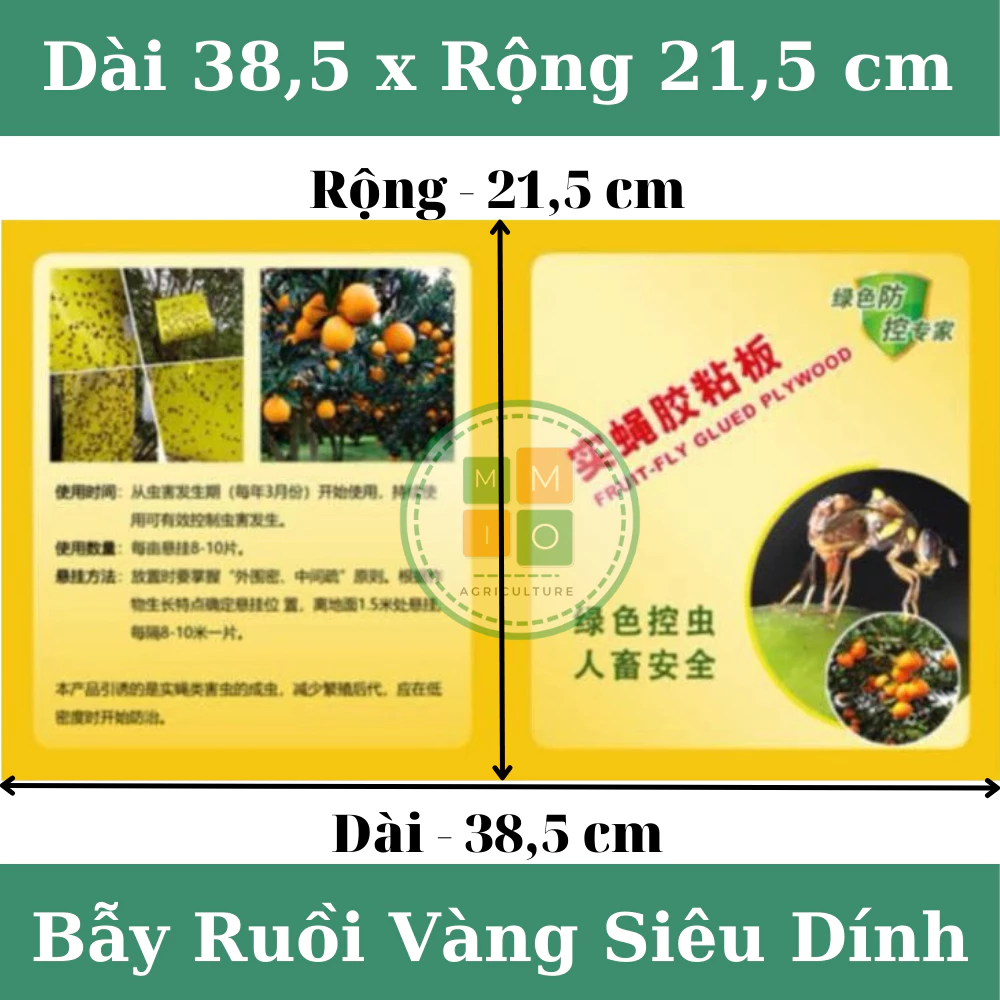 Dài 38,5 x Rộng 21,5 cm
Rộng - 21,5 cm
使用时间：从虫害发生期（每年3月份）开始使用，持续使
用可有效控制虫害发生。
使用数量：每亩悬挂8-10片。
悬挂方法：放置时要掌握“外围密、中间疏”原则。根据作
物生长特点确定悬挂位置，离地面1.5米处悬挂，
每隔8-10米一片。
本产品引诱的是实蝇类害虫的成虫，减少繁殖后代，应在低
密度时开始防治。
绿色防
控专家
实蝇胶粘板
FRUIT-FLY GLUED PLYWOOD
M M
I O
AGRICULTURE
绿色控虫
人畜安全
Dài - 38,5 cm
Bẫy Ruồi Vàng Siêu Dính